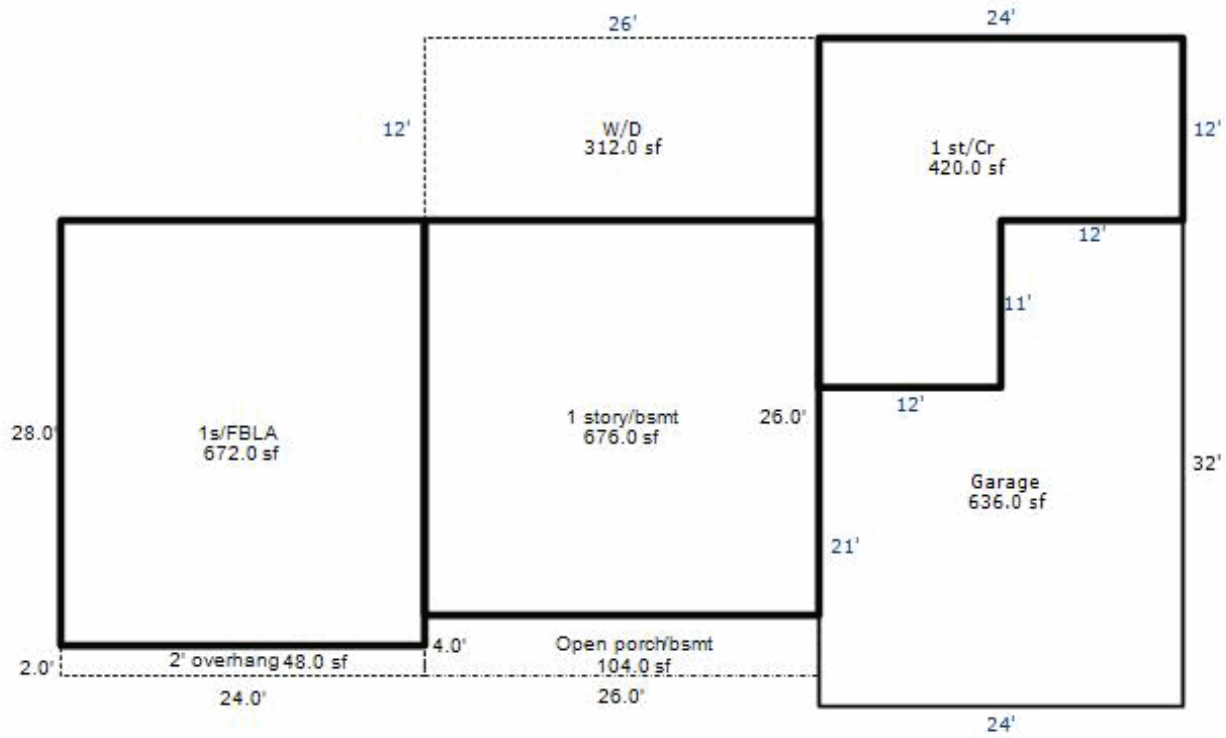 26'
24'
12'
W/D
312.0 sf
1 st/Cr
420.0 sf
12'
12'
11'
28.0'
1s/FBLA
672.0 sf
1 story/bsmt
676.0 sf
26.0'
12'
Garage
636.0 sf
32'
21'
2.0'
2' overhang 48.0 sf
4.0'
Open porch/bsmt
104.0 sf
24.0'
26.0'
24'